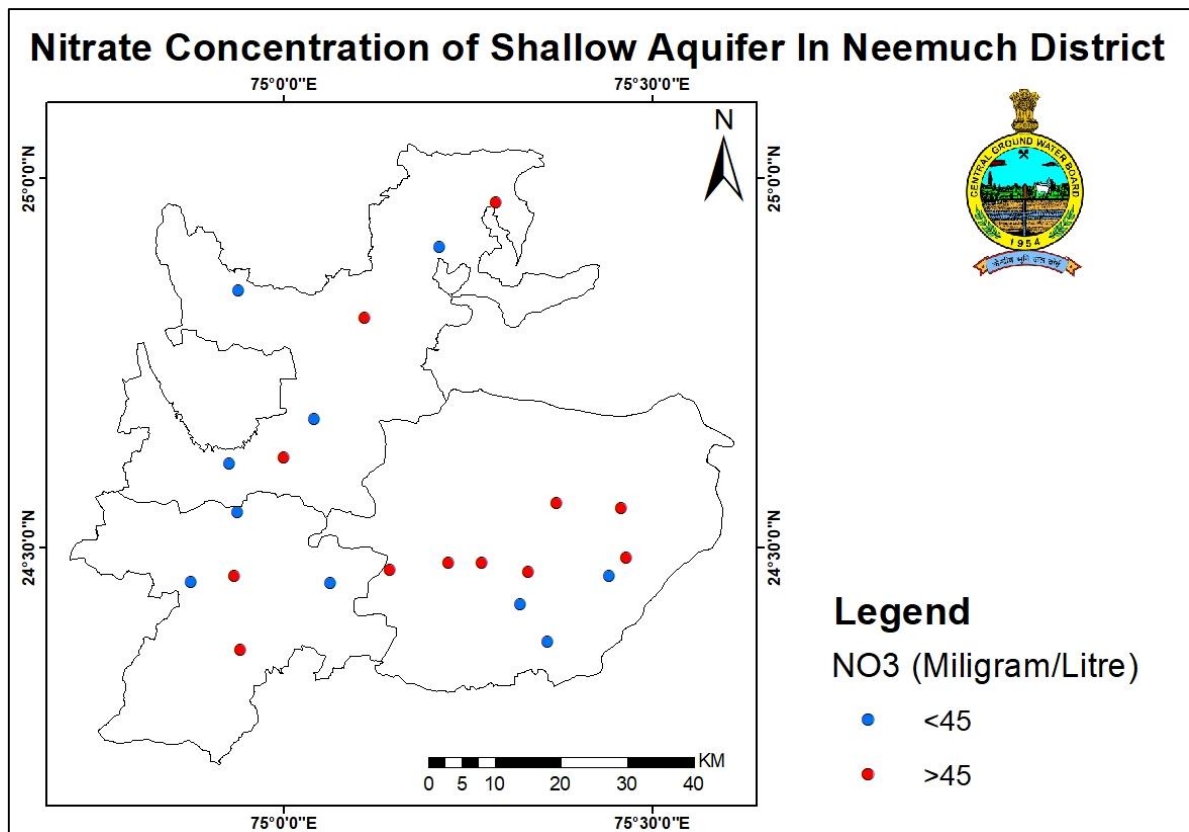 Nitrate Concentration of Shallow Aquifer In Neemuch District
75°0'0"E 75°30'0"E
N
CENTRAL GROUND WATER BOARD
1954
25°0'0"N 25°0'0"N
24°30'0"N 24°30'0"N
Legend
NO3 (Miligram/Litre)
<45
>45
KM
0 5 10 20 30 40
75°0'0"E 75°30'0"E